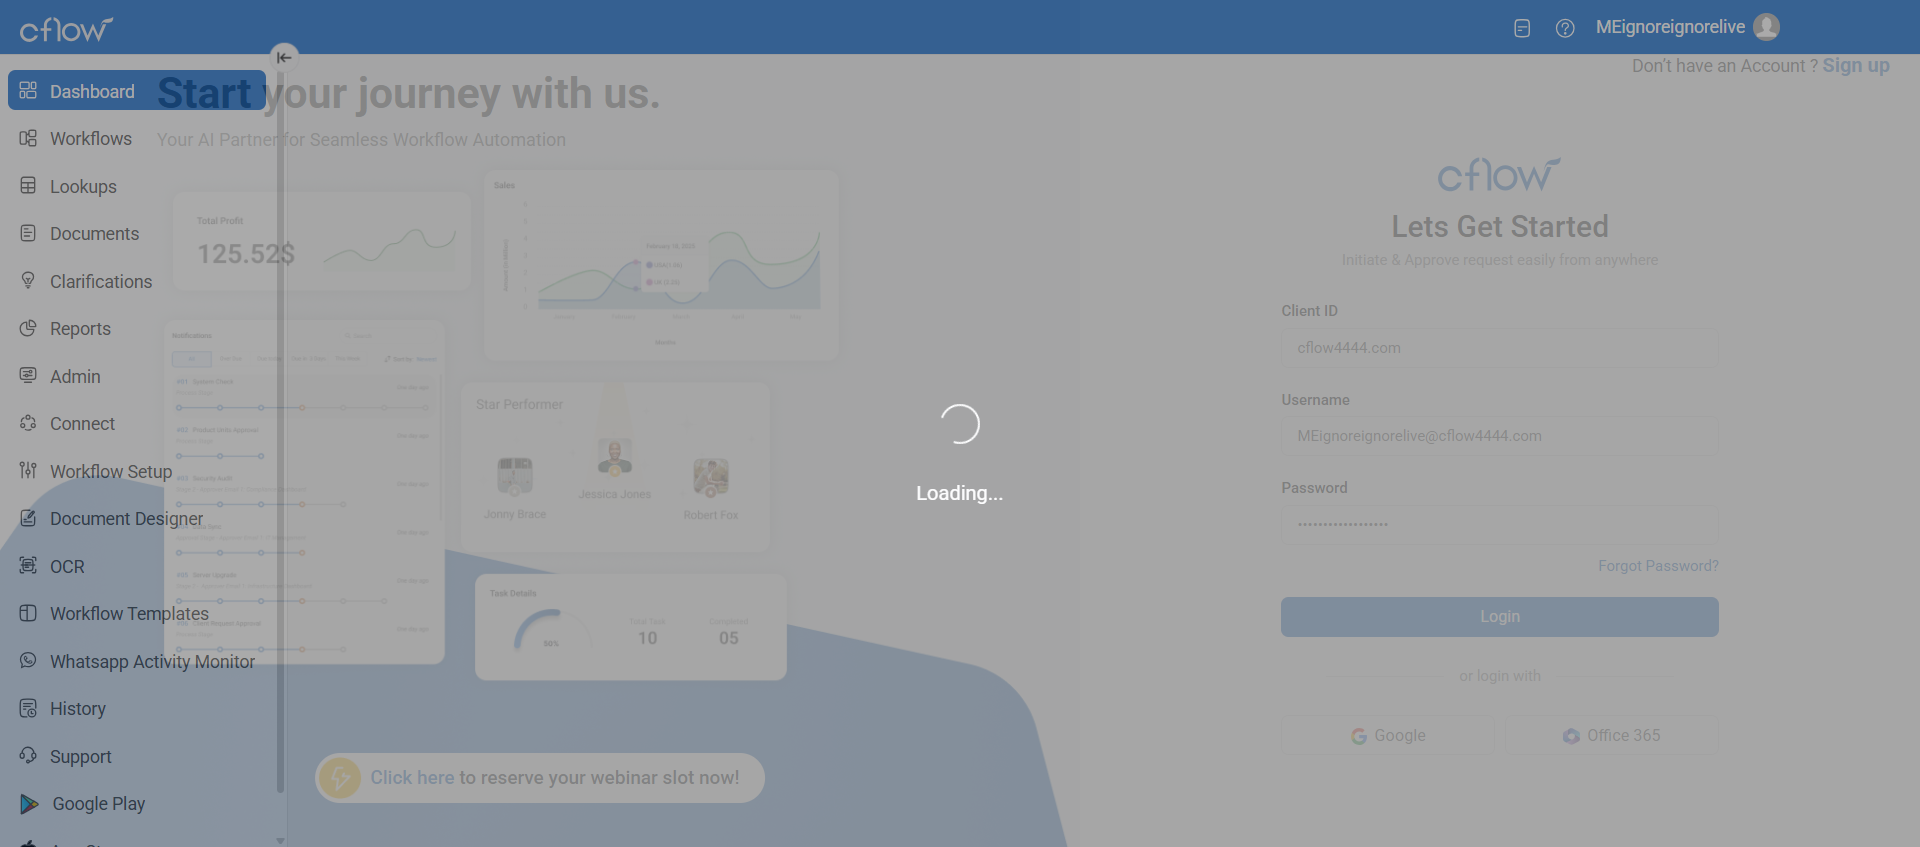 cflow
MEignoreignorelive
Don't have an Account ? Sign up
Dashboard
Start your journey with us.
Workflows
Your AI Partner for Seamless Workflow Automation
Lookups
Documents
Clarifications
Reports
Admin
Connect
Workflow Setup
Document Designer
OCR
Workflow Templates
Whatsapp Activity Monitor
History
Support
Google Play
Total Profit
125.52$
Sales
February 16, 2023
Notifications
Star Performer
Jonny Brace
Jessica Jones
Robert Fox
Task Details
50%
Total Task
10
Completed
05
Click here to reserve your webinar slot now!
Loading...
cflow
Lets Get Started
Initiate & Approve request easily from anywhere
Client ID
cflow4444.com
Username
MEignoreignorelive@cflow4444.com
Password
Forgot Password?
Login
or login with
Google
Office 365